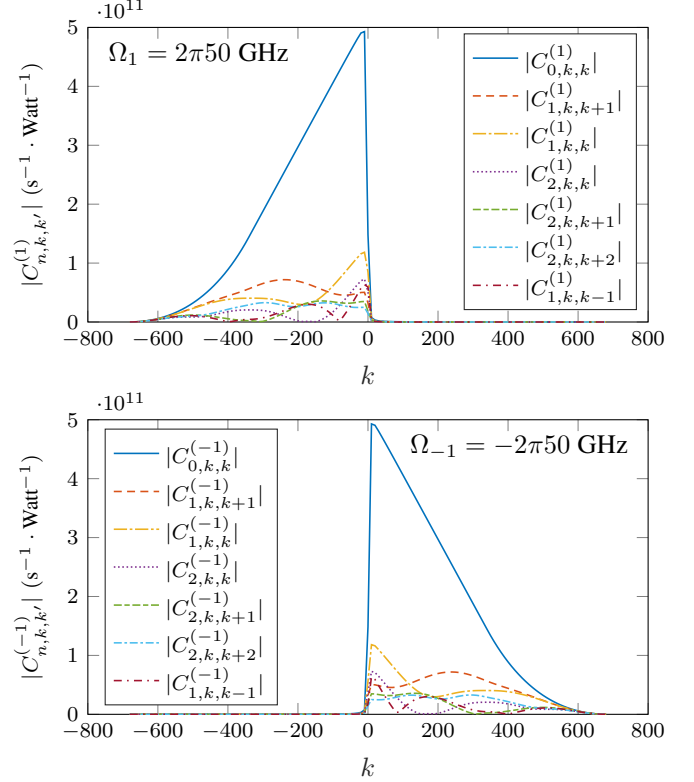 ·10^11
5
4
3
2
1
0
|C^(1)_{n,k,k′}| (s^−1 · Watt^−1)
Ω_1 = 2π50 GHz
|C^(1)_{0,k,k}|
|C^(1)_{1,k,k+1}|
|C^(1)_{1,k,k}|
|C^(1)_{2,k,k}|
|C^(1)_{2,k,k+1}|
|C^(1)_{2,k,k+2}|
|C^(1)_{1,k,k−1}|
−800 −600 −400 −200 0 200 400 600 800
k
·10^11
5
4
3
2
1
0
|C^(−1)_{n,k,k′}| (s^−1 · Watt^−1)
|C^(−1)_{0,k,k}|
|C^(−1)_{1,k,k+1}|
|C^(−1)_{1,k,k}|
|C^(−1)_{2,k,k}|
|C^(−1)_{2,k,k+1}|
|C^(−1)_{2,k,k+2}|
|C^(−1)_{1,k,k−1}|
Ω_{−1} = −2π50 GHz
−800 −600 −400 −200 0 200 400 600 800
k